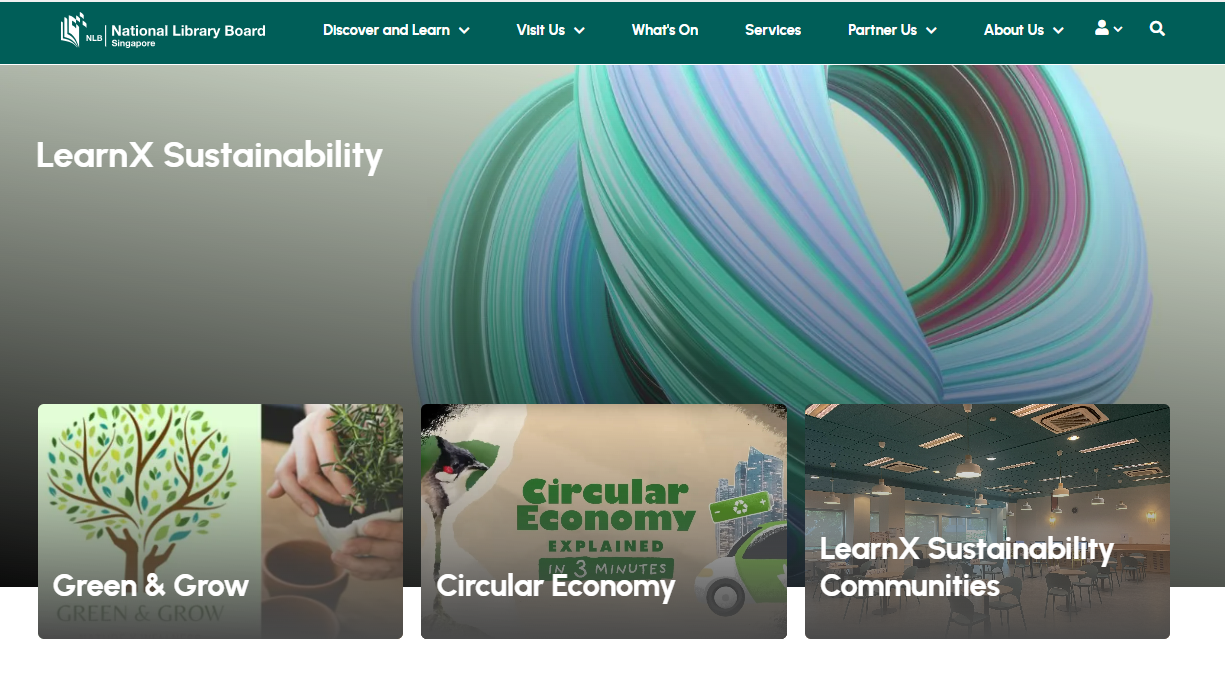 NLB
National Library Board
Singapore
Discover and Learn
Visit Us
What's On
Services
Partner Us
About Us
LearnX Sustainability
Green & Grow
GREEN & GROW
Circular
Economy
EXPLAINED
IN 3 MINUTES
Circular Economy
LearnX Sustainability
Communities